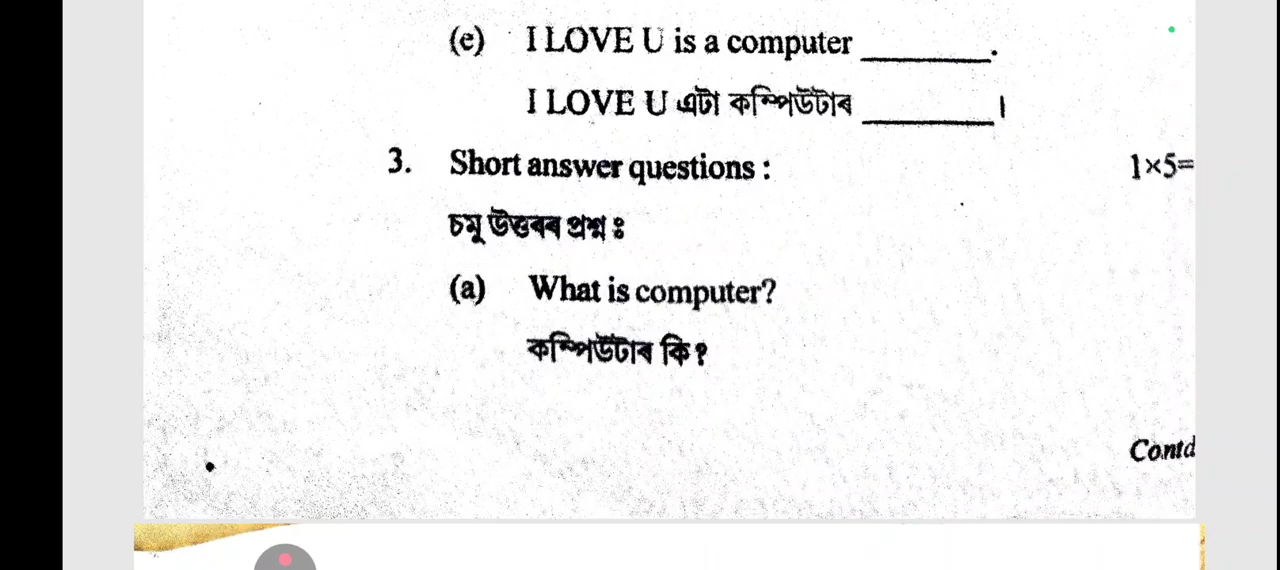 (e) I LOVE U is a computer ________.
I LOVE U এটা কম্পিউটাৰ ________।
3. Short answer questions : 1×5=
চমু উত্তৰৰ প্ৰশ্ন ঃ
(a) What is computer?
কম্পিউটাৰ কি?
Contd